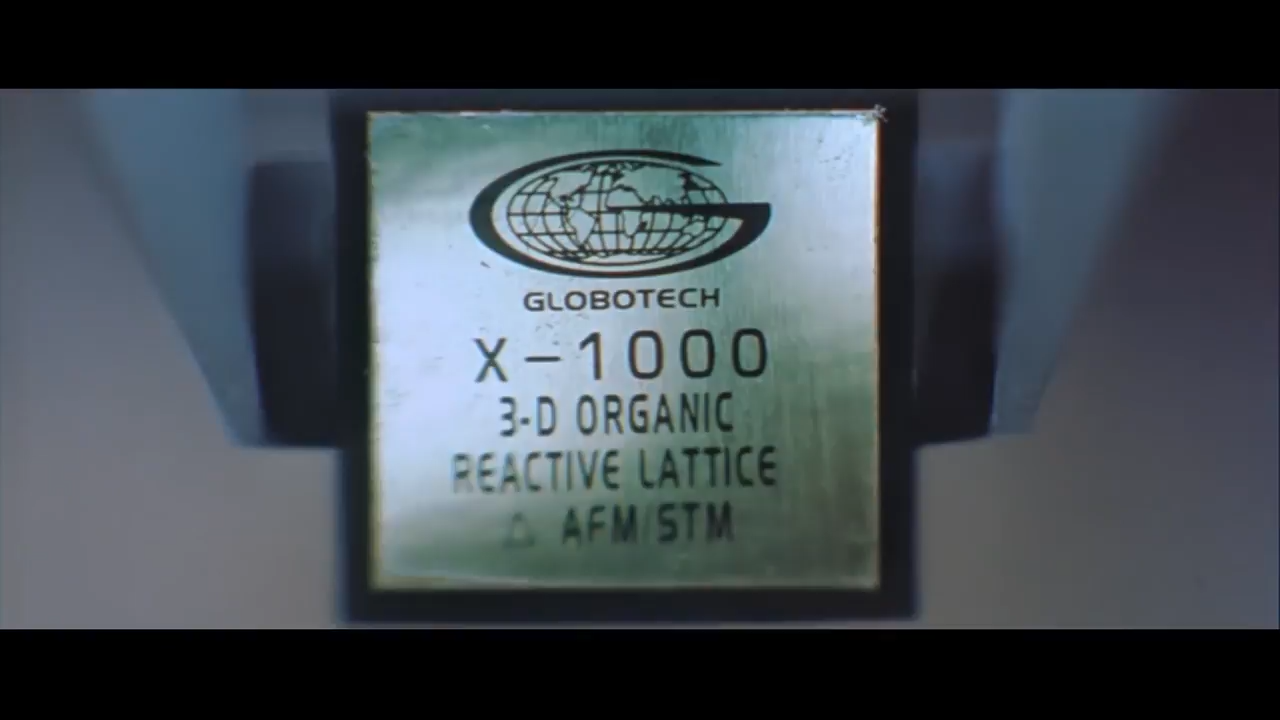 GLOBOTECH
X-1000
3-D ORGANIC
REACTIVE LATTICE
△ AFM/STM